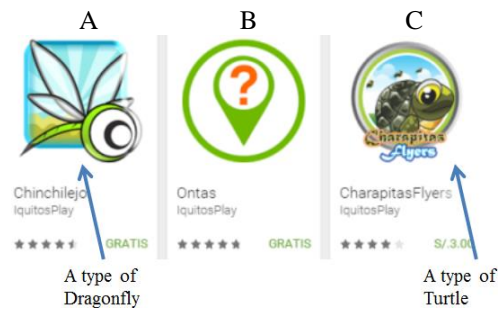 A B C
?
Charapitas
Flyers
Chinchilejo Ontas CharapitasFlyers
IquitosPlay IquitosPlay IquitosPlay
GRATIS GRATIS S/.3.00
A type of
Dragonfly
A type of
Turtle